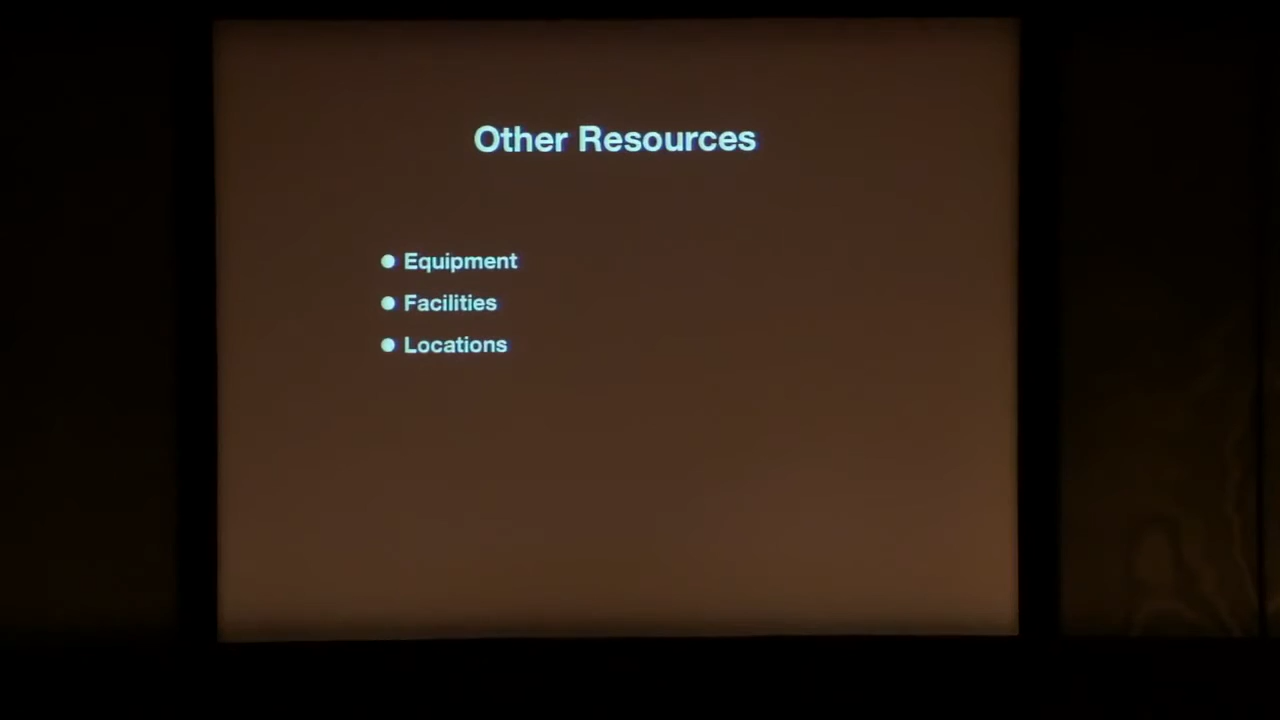 Other Resources
● Equipment
● Facilities
● Locations